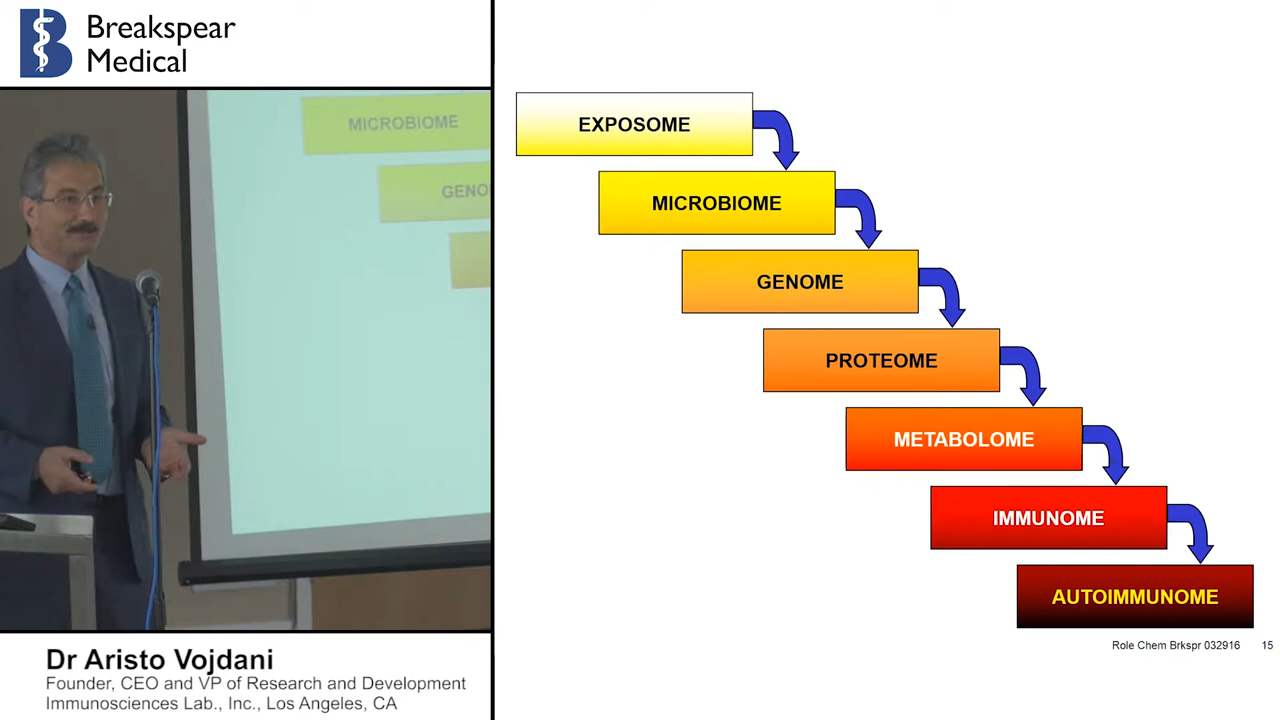 Breakspear
Medical
MICROBIOME
GENO
EXPOSOME
MICROBIOME
GENOME
PROTEOME
METABOLOME
IMMUNOME
AUTOIMMUNOME
Role Chem Brkspr 032916 15
Dr Aristo Vojdani
Founder, CEO and VP of Research and Development
Immunosciences Lab., Inc., Los Angeles, CA